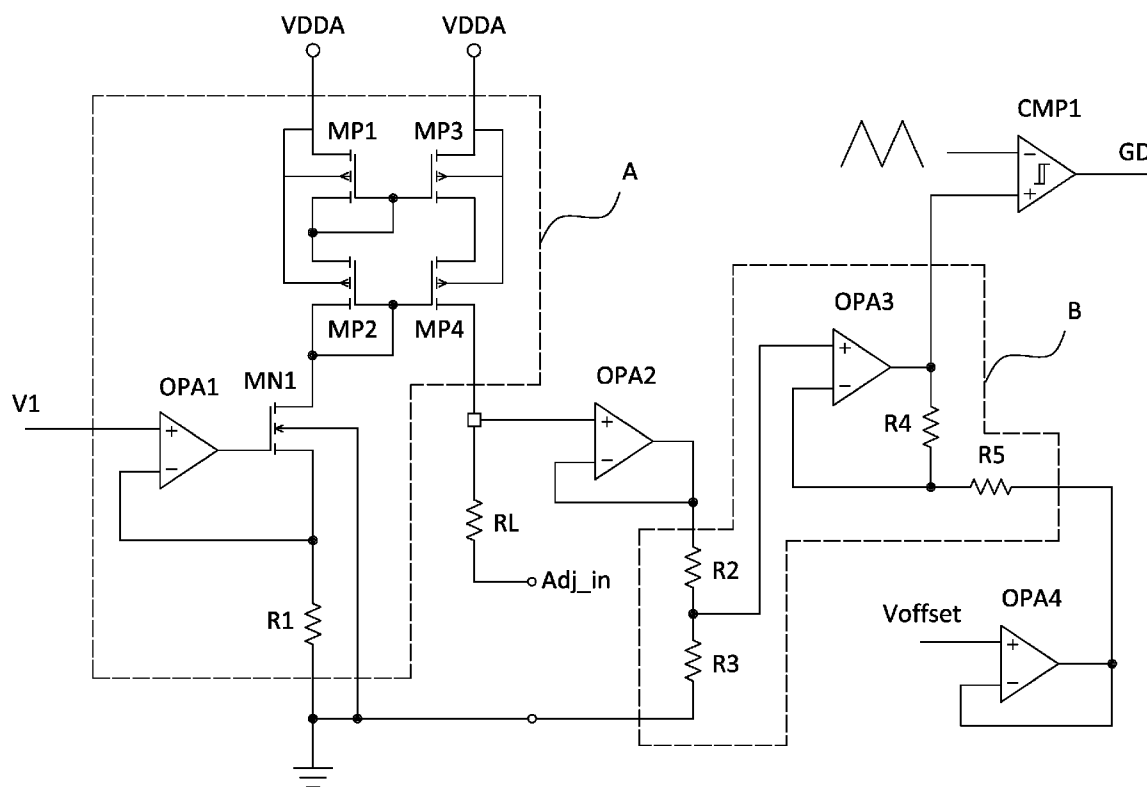 VDDA
VDDA
CMP1
MP1
MP3
GD
−
+
A
OPA3
B
MP2
MP4
+
−
OPA1
MN1
OPA2
V1
+
−
+
−
R4
R5
RL
R2
Adj_in
R1
OPA4
Voffset
R3
+
−